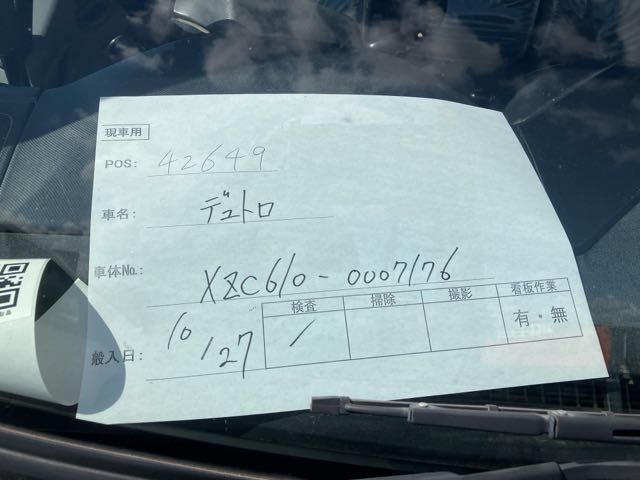 現車用
POS: 42649
車名: デュトロ
車体No.: XZC610-0007176
般入日: 10/27
検査 掃除 撮影 看板作業
/ 有・無